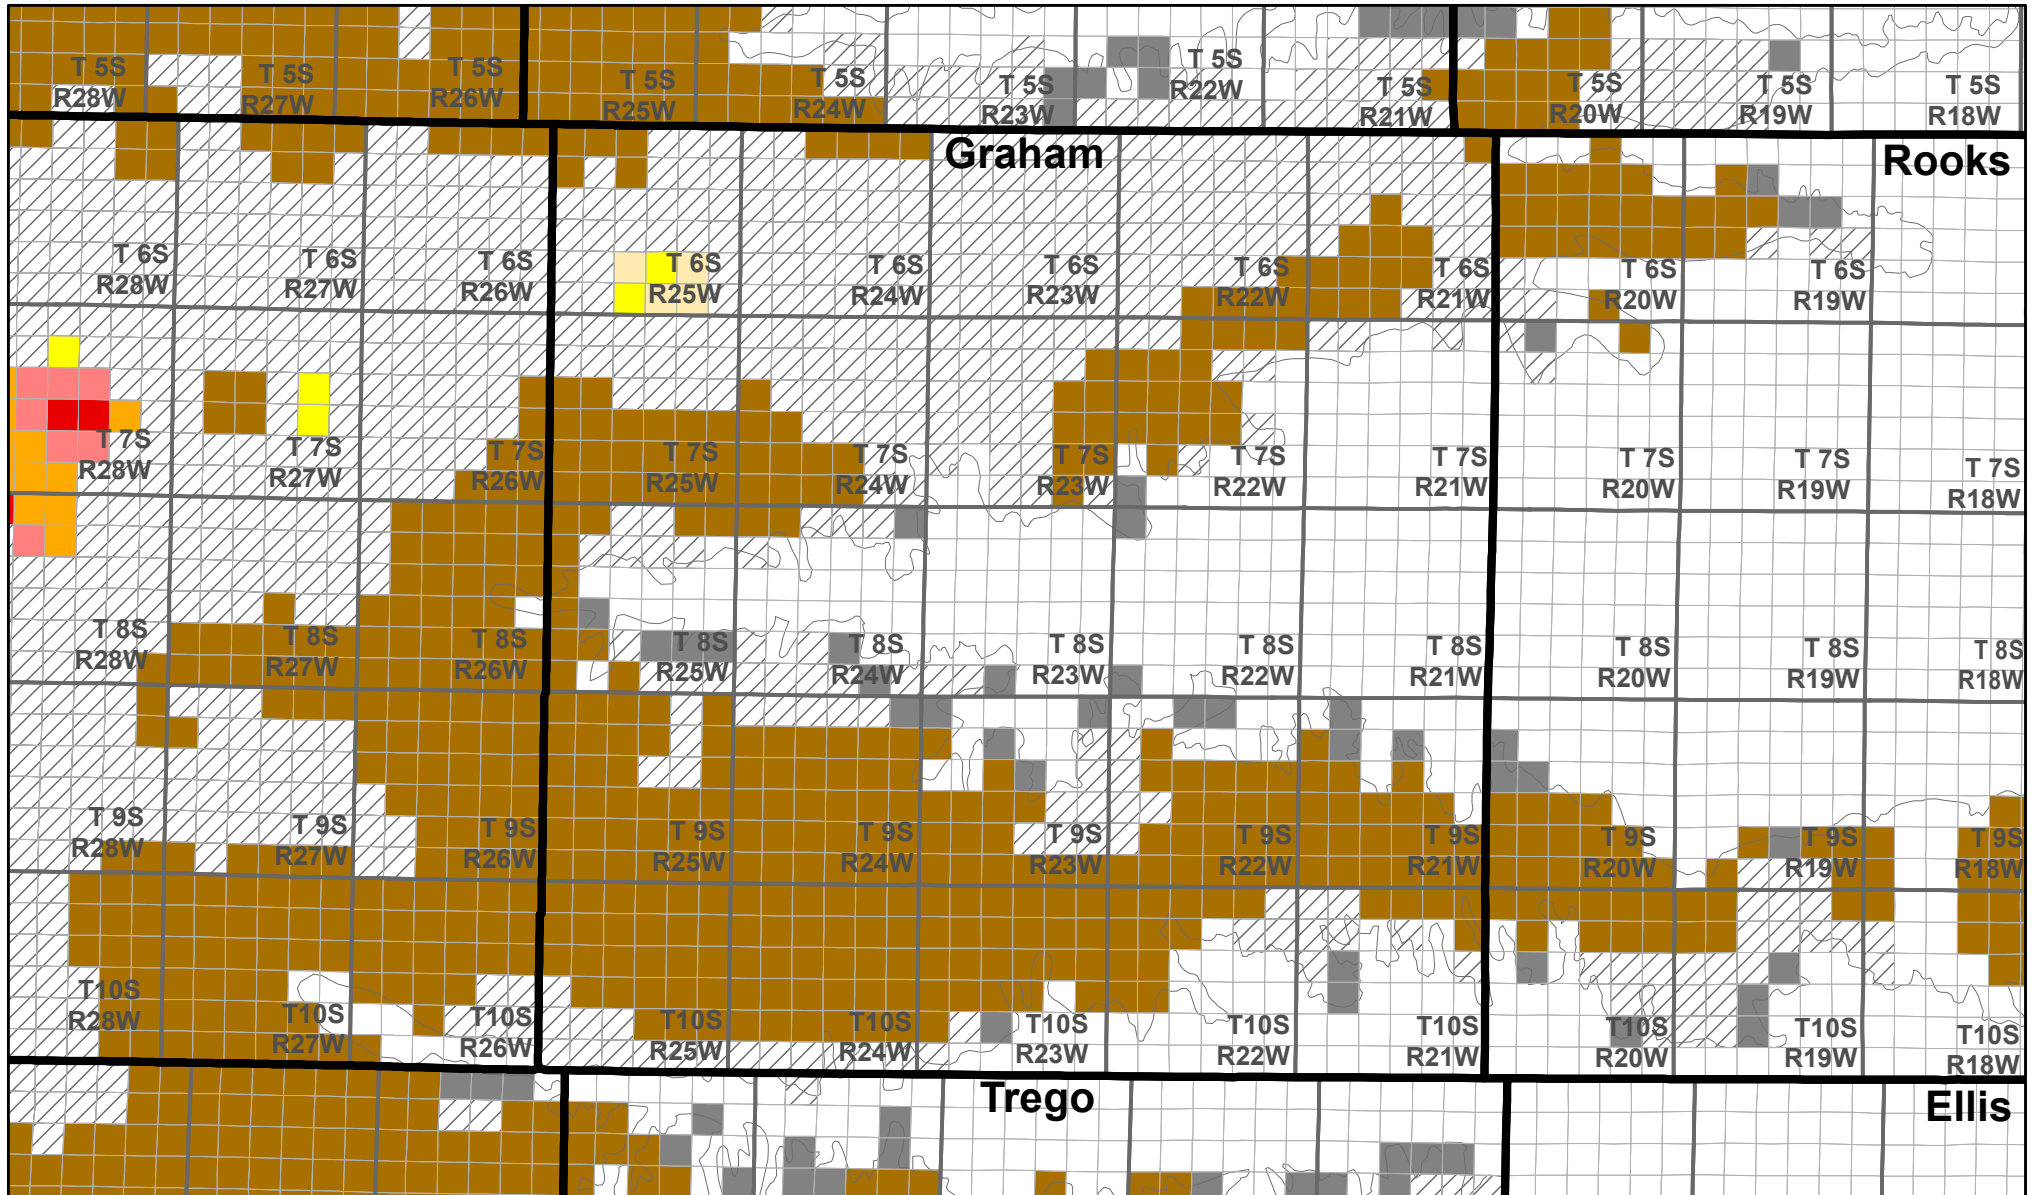 T 5S
R28W
T 5S
R27W
T 5S
R26W
T 5S
R25W
T 5S
R24W
T 5S
R23W
T 5S
R22W
T 5S
R21W
T 5S
R20W
T 5S
R19W
T 5S
R18W
Graham
Rooks
T 6S
R28W
T 6S
R27W
T 6S
R26W
T 6S
R25W
T 6S
R24W
T 6S
R23W
T 6S
R22W
T 6S
R21W
T 6S
R20W
T 6S
R19W
T 7S
R28W
T 7S
R27W
T 7S
R26W
T 7S
R25W
T 7S
R24W
T 7S
R23W
T 7S
R22W
T 7S
R21W
T 7S
R20W
T 7S
R19W
T 7S
R18W
T 8S
R28W
T 8S
R27W
T 8S
R26W
T 8S
R25W
T 8S
R24W
T 8S
R23W
T 8S
R22W
T 8S
R21W
T 8S
R20W
T 8S
R19W
T 8S
R18W
T 9S
R28W
T 9S
R27W
T 9S
R26W
T 9S
R25W
T 9S
R24W
T 9S
R23W
T 9S
R22W
T 9S
R21W
T 9S
R20W
T 9S
R19W
T 9S
R18W
T10S
R28W
T10S
R27W
T10S
R26W
T10S
R25W
T10S
R24W
T10S
R23W
T10S
R22W
T10S
R21W
T10S
R20W
T10S
R19W
T10S
R18W
Trego
Ellis